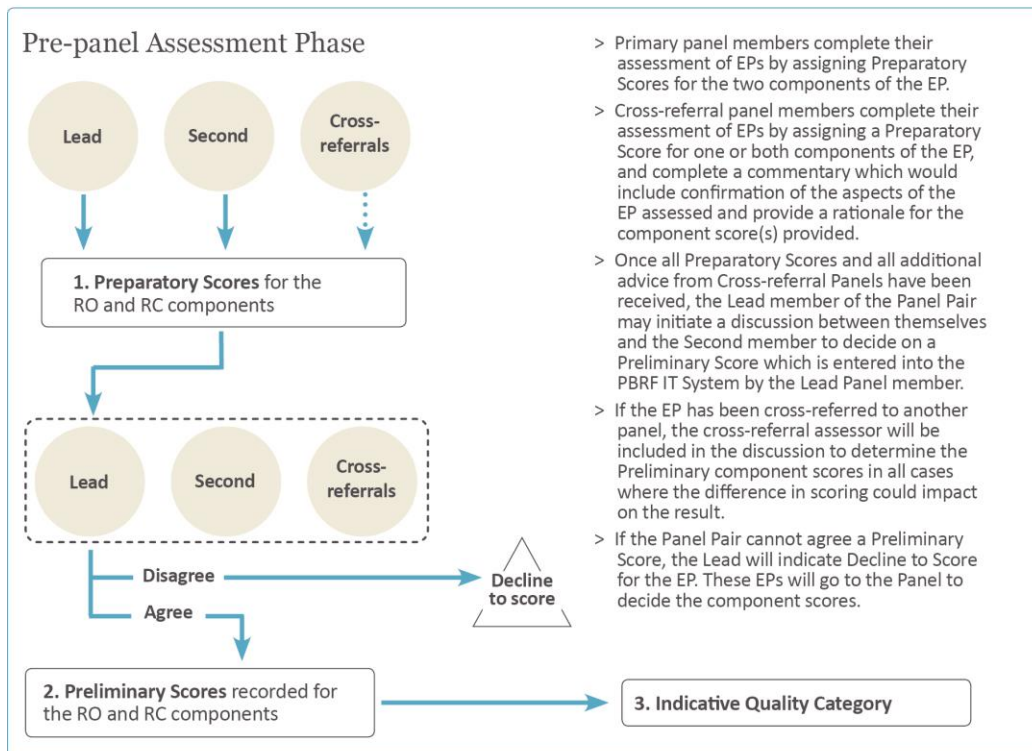 Pre-panel Assessment Phase
Lead
Second
Cross-
referrals
1. Preparatory Scores for the
RO and RC components
Lead
Second
Cross-
referrals
Disagree
Agree
Decline
to score
2. Preliminary Scores recorded for
the RO and RC components
3. Indicative Quality Category
> Primary panel members complete their
assessment of EPs by assigning Preparatory
Scores for the two components of the EP.
> Cross-referral panel members complete their
assessment of EPs by assigning a Preparatory
Score for one or both components of the EP,
and complete a commentary which would
include confirmation of the aspects of the
EP assessed and provide a rationale for the
component score(s) provided.
> Once all Preparatory Scores and all additional
advice from Cross-referral Panels have been
received, the Lead member of the Panel Pair
may initiate a discussion between themselves
and the Second member to decide on a
Preliminary Score which is entered into the
PBRF IT System by the Lead Panel member.
> If the EP has been cross-referred to another
panel, the cross-referral assessor will be
included in the discussion to determine the
Preliminary component scores in all cases
where the difference in scoring could impact
on the result.
> If the Panel Pair cannot agree a Preliminary
Score, the Lead will indicate Decline to Score
for the EP. These EPs will go to the Panel to
decide the component scores.